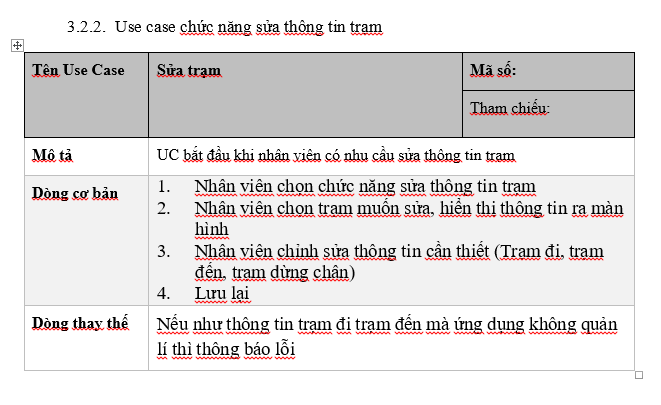 3.2.2. Use case chức năng sửa thông tin trạm
Tên Use Case
Sửa trạm
Mã số:
Tham chiếu:
Mô tả
UC bắt đầu khi nhân viên có nhu cầu sửa thông tin trạm
Dòng cơ bản
1. Nhân viên chọn chức năng sửa thông tin trạm
2. Nhân viên chọn trạm muốn sửa, hiển thị thông tin ra màn
hình
3. Nhân viên chỉnh sửa thông tin cần thiết (Trạm đi, trạm
đến, trạm dừng chân)
4. Lưu lại
Dòng thay thế
Nếu như thông tin trạm đi trạm đến mà ứng dụng không quản
lí thì thông báo lỗi